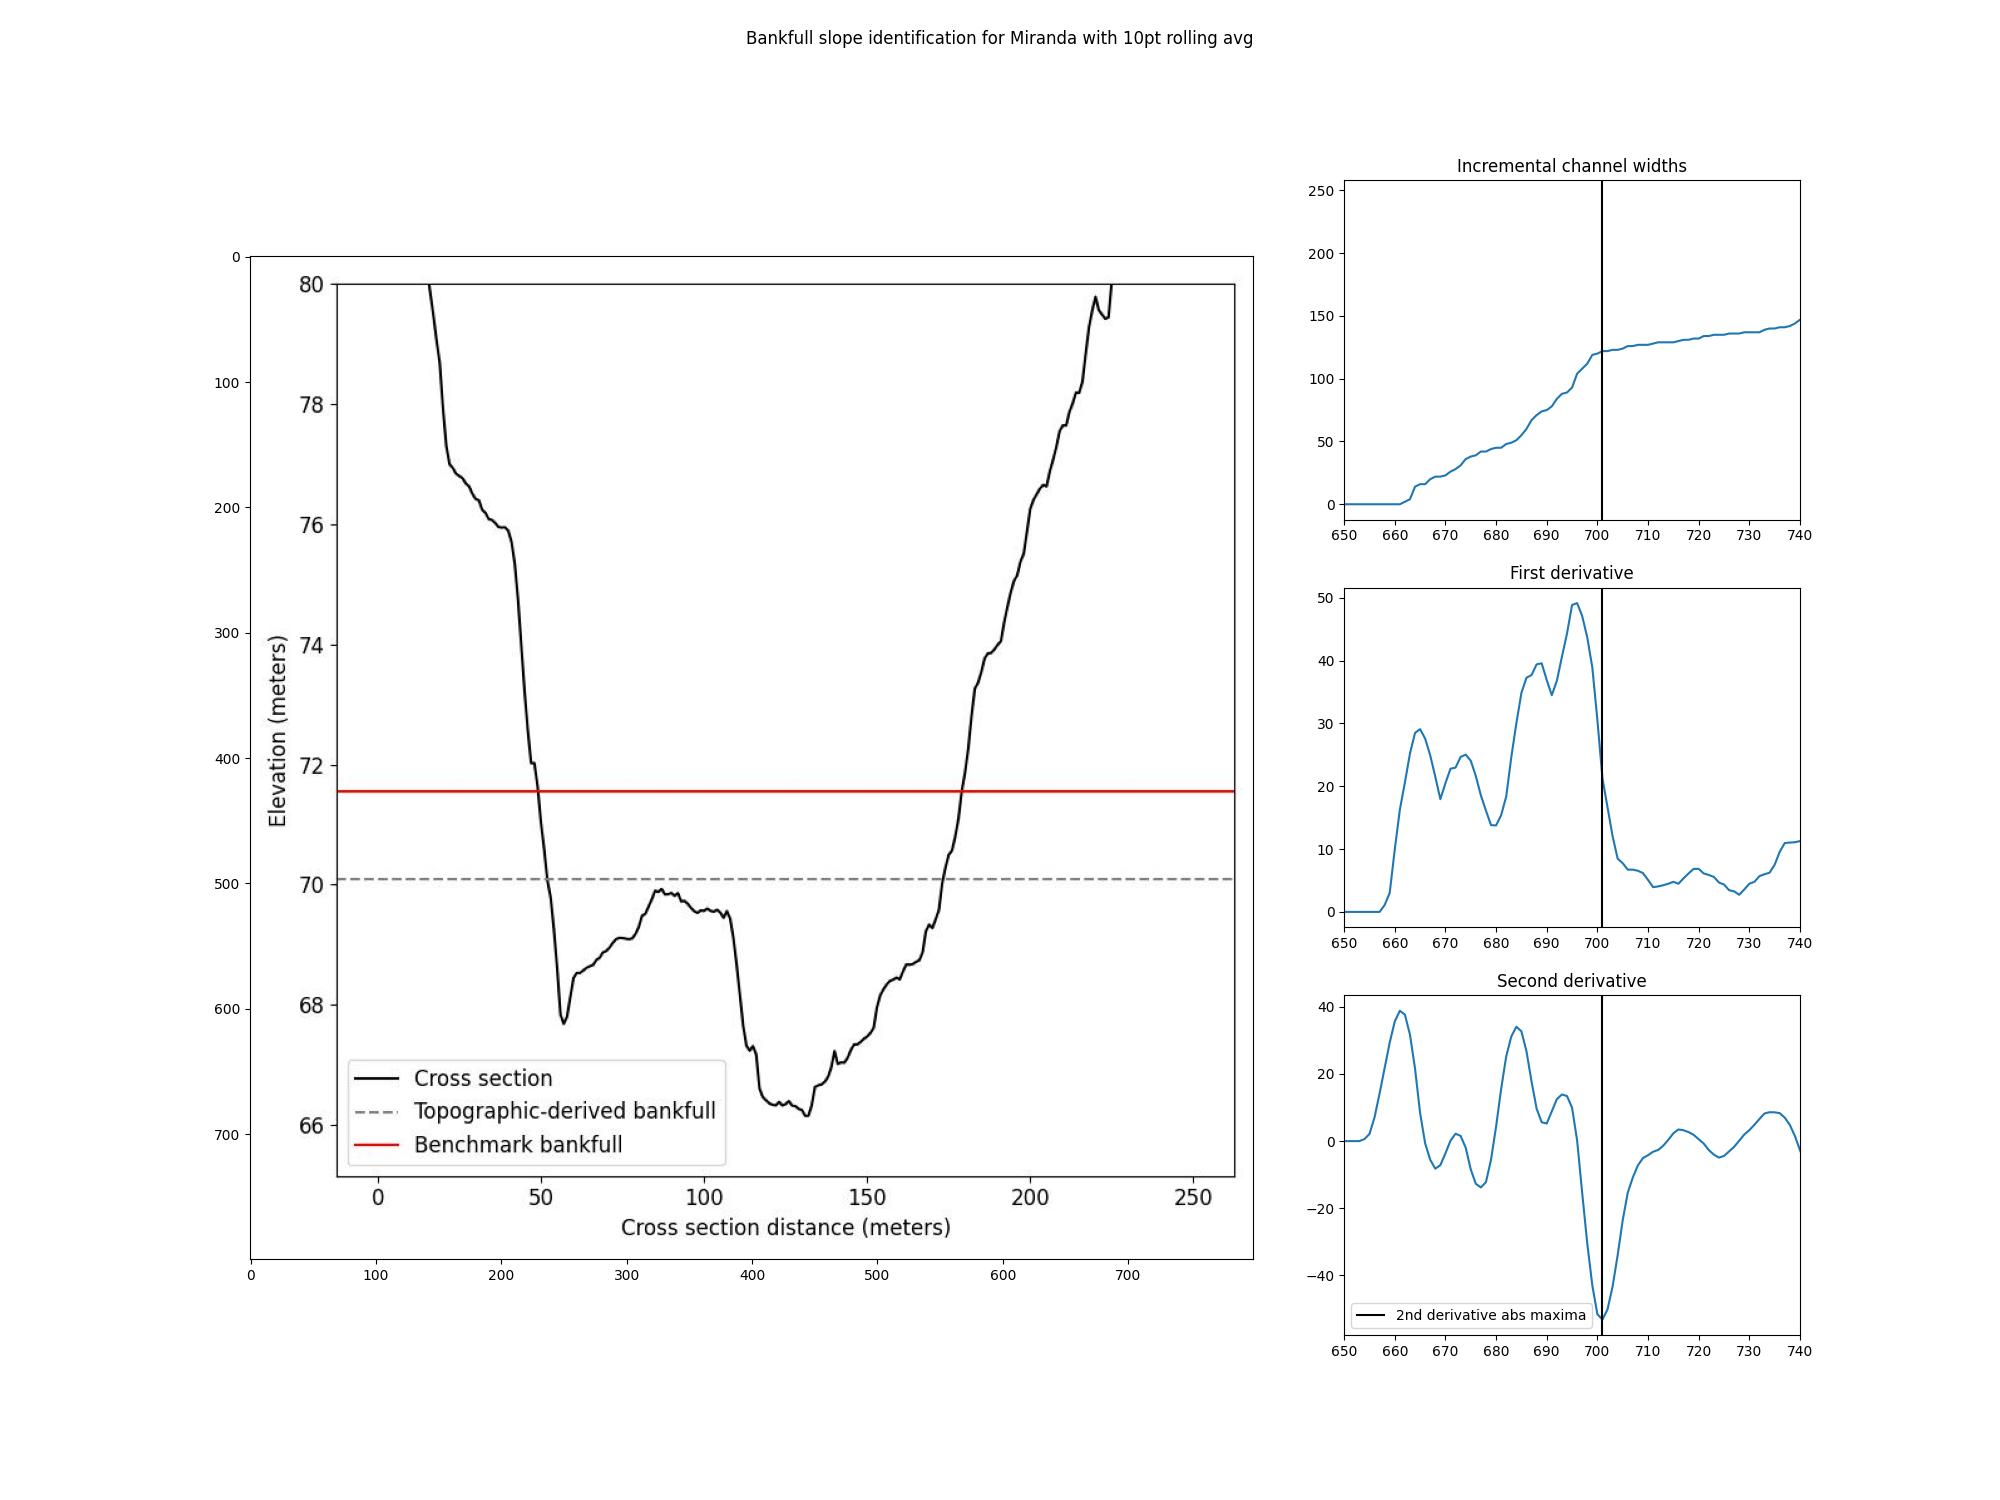 Bankfull slope identification for Miranda with 10pt rolling avg
0
100
200
300
400
500
600
700
0 100 200 300 400 500 600 700
80
78
76
74
72
70
68
66
Elevation (meters)
Cross section
Topographic-derived bankfull
Benchmark bankfull
0 50 100 150 200 250
Cross section distance (meters)
Incremental channel widths
250
200
150
100
50
0
650 660 670 680 690 700 710 720 730 740
First derivative
50
40
30
20
10
0
650 660 670 680 690 700 710 720 730 740
Second derivative
40
20
0
−20
−40
2nd derivative abs maxima
650 660 670 680 690 700 710 720 730 740